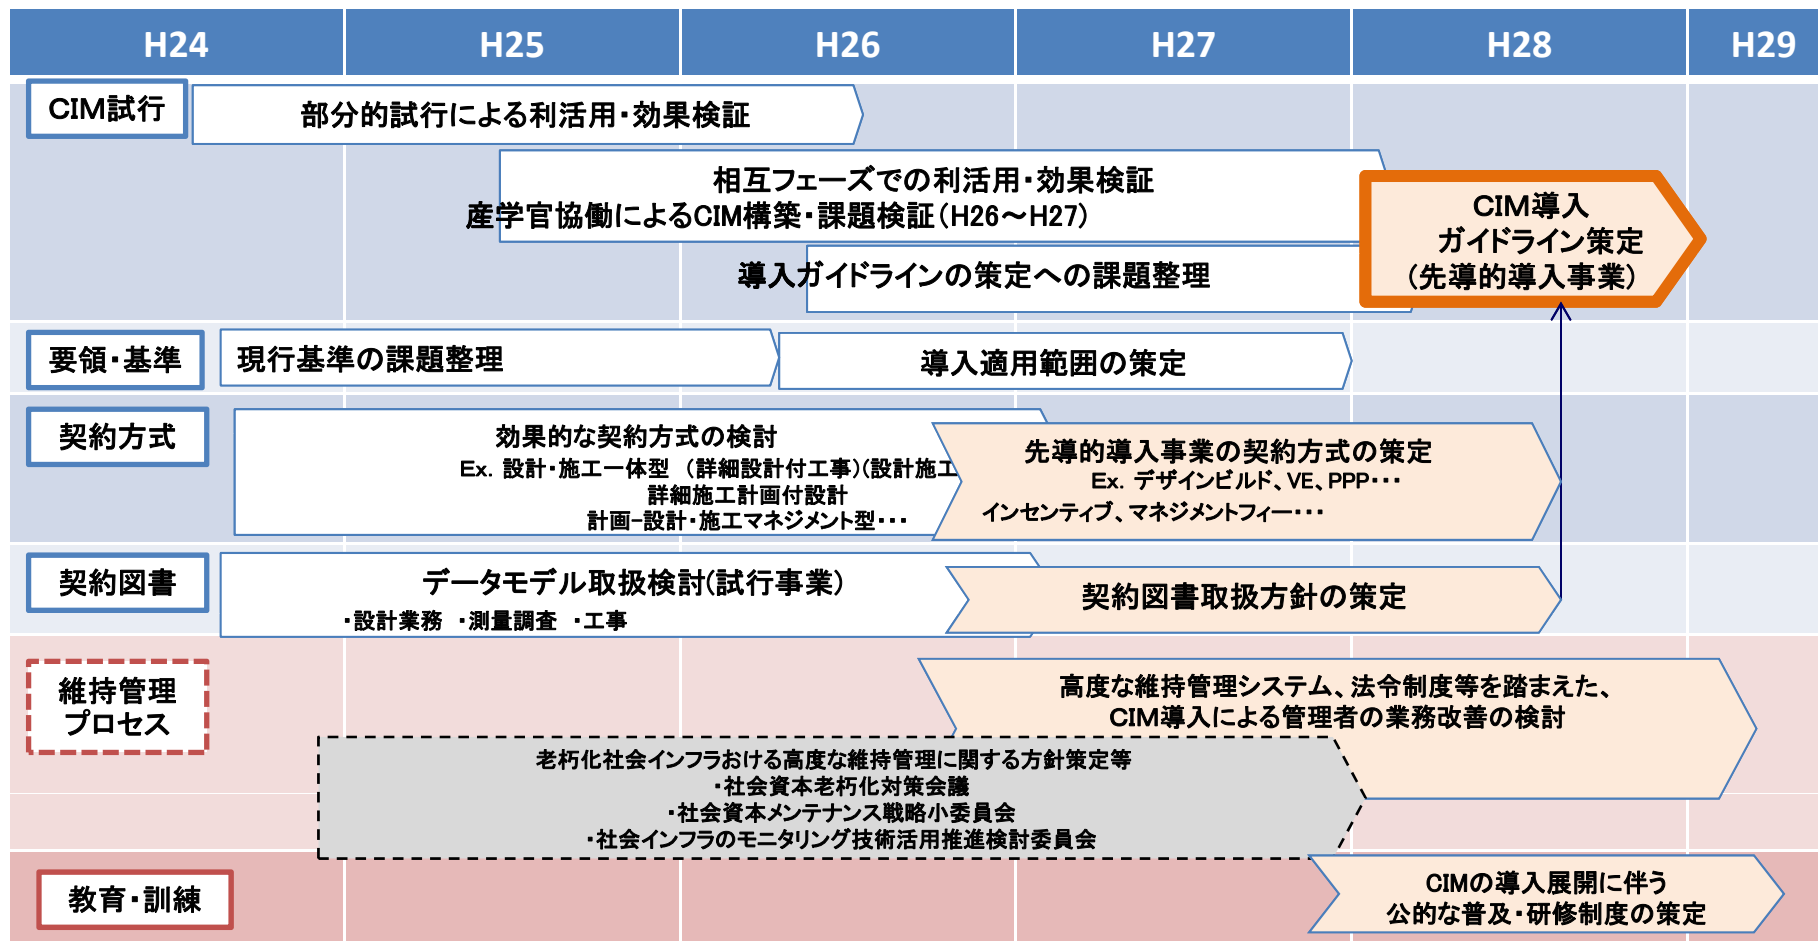 H24 H25 H26 H27 H28 H29
CIM試行
部分的試行による利活用・効果検証
相互フェーズでの利活用・効果検証
産学官協働によるCIM構築・課題検証（H26～H27）
導入ガイドラインの策定への課題整理
CIM導入
ガイドライン策定
（先導的導入事業）
要領・基準
現行基準の課題整理
導入適用範囲の策定
契約方式
効果的な契約方式の検討
Ex. 設計・施工一体型 （詳細設計付工事）（設計施工
詳細施工計画付設計
計画-設計・施工マネジメント型・・・
先導的導入事業の契約方式の策定
Ex. デザインビルド、VE、PPP・・・
インセンティブ、マネジメントフィー・・・
契約図書
データモデル取扱検討(試行事業)
・設計業務 ・測量調査 ・工事
契約図書取扱方針の策定
維持管理
プロセス
高度な維持管理システム、法令制度等を踏まえた、
CIM導入による管理者の業務改善の検討
老朽化社会インフラおける高度な維持管理に関する方針策定等
・社会資本老朽化対策会議
・社会資本メンテナンス戦略小委員会
・社会インフラのモニタリング技術活用推進検討委員会
教育・訓練
CIMの導入展開に伴う
公的な普及・研修制度の策定